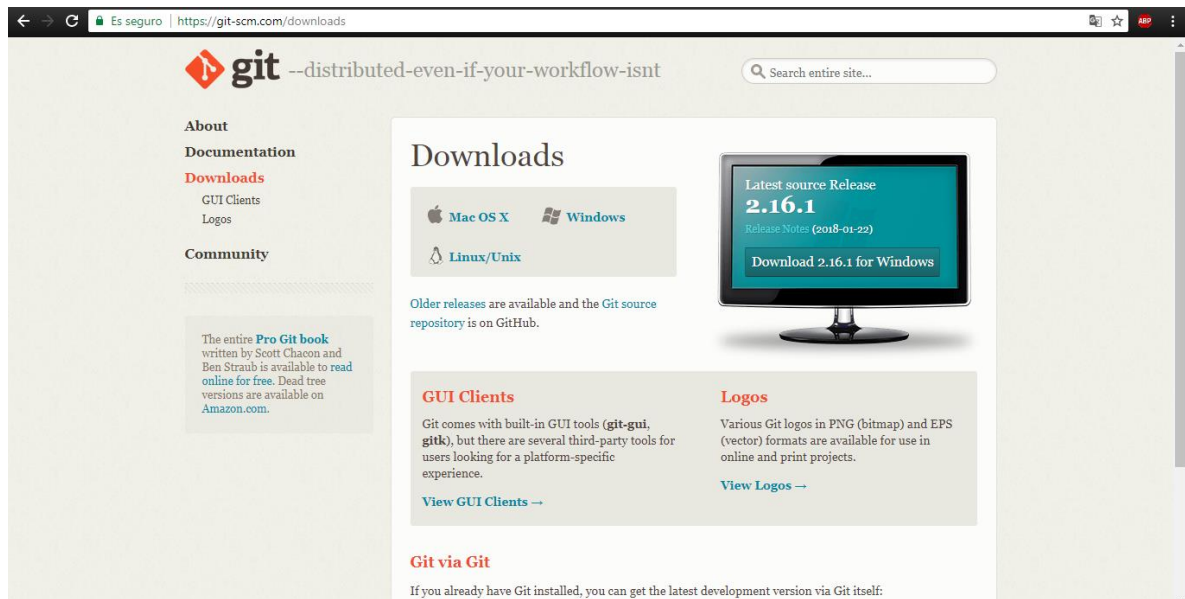 Es seguro | https://git-scm.com/downloads
ABP
git --distributed-even-if-your-workflow-isnt
Search entire site...
About
Documentation
Downloads
GUI Clients
Logos
Community
The entire Pro Git book
written by Scott Chacon and
Ben Straub is available to read
online for free. Dead tree
versions are available on
Amazon.com.
Downloads
Mac OS X
Windows
Linux/Unix
Older releases are available and the Git source
repository is on GitHub.
Latest source Release
2.16.1
Release Notes (2018-01-22)
Download 2.16.1 for Windows
GUI Clients
Git comes with built-in GUI tools (git-gui,
gitk), but there are several third-party tools for
users looking for a platform-specific
experience.
View GUI Clients →
Logos
Various Git logos in PNG (bitmap) and EPS
(vector) formats are available for use in
online and print projects.
View Logos →
Git via Git
If you already have Git installed, you can get the latest development version via Git itself: